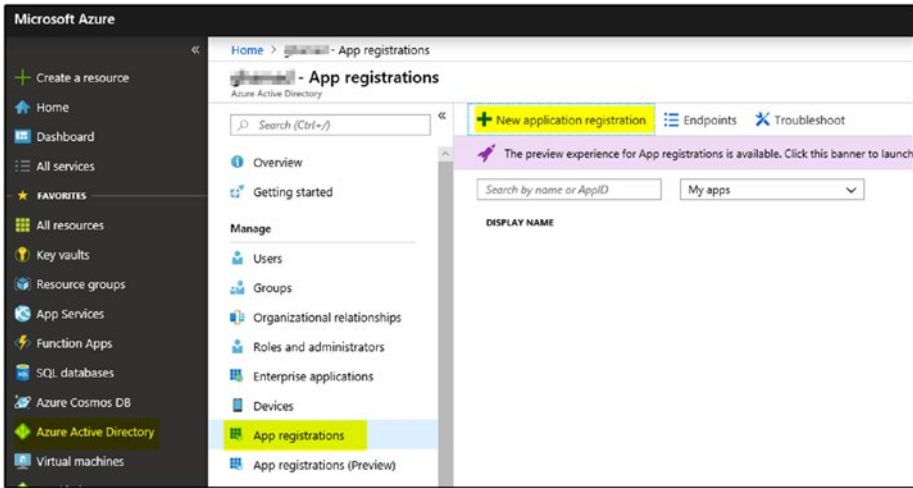 Microsoft Azure
Create a resource
Home
Dashboard
All services
FAVORITES
All resources
Key vaults
Resource groups
App Services
Function Apps
SQL databases
Azure Cosmos DB
Azure Active Directory
Virtual machines
Home > - App registrations
- App registrations
Azure Active Directory
Search (Ctrl+/)
Overview
Getting started
Manage
Users
Groups
Organizational relationships
Roles and administrators
Enterprise applications
Devices
App registrations
App registrations (Preview)
New application registration Endpoints Troubleshoot
The preview experience for App registrations is available. Click this banner to launch
Search by name or AppID My apps
DISPLAY NAME